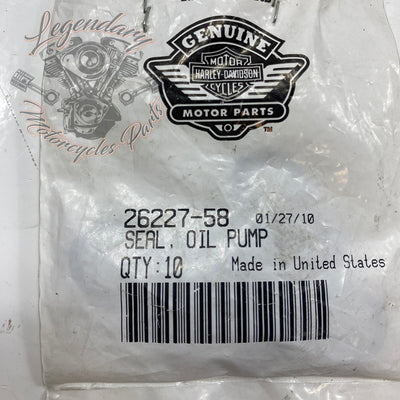 Legendary
Motorcycles Parts
GENUINE
MOTOR
HARLEY-DAVIDSON
CYCLES
MOTOR PARTS
TM
26227-58 01/27/10
SEAL, OIL PUMP
QTY:10 Made in United States